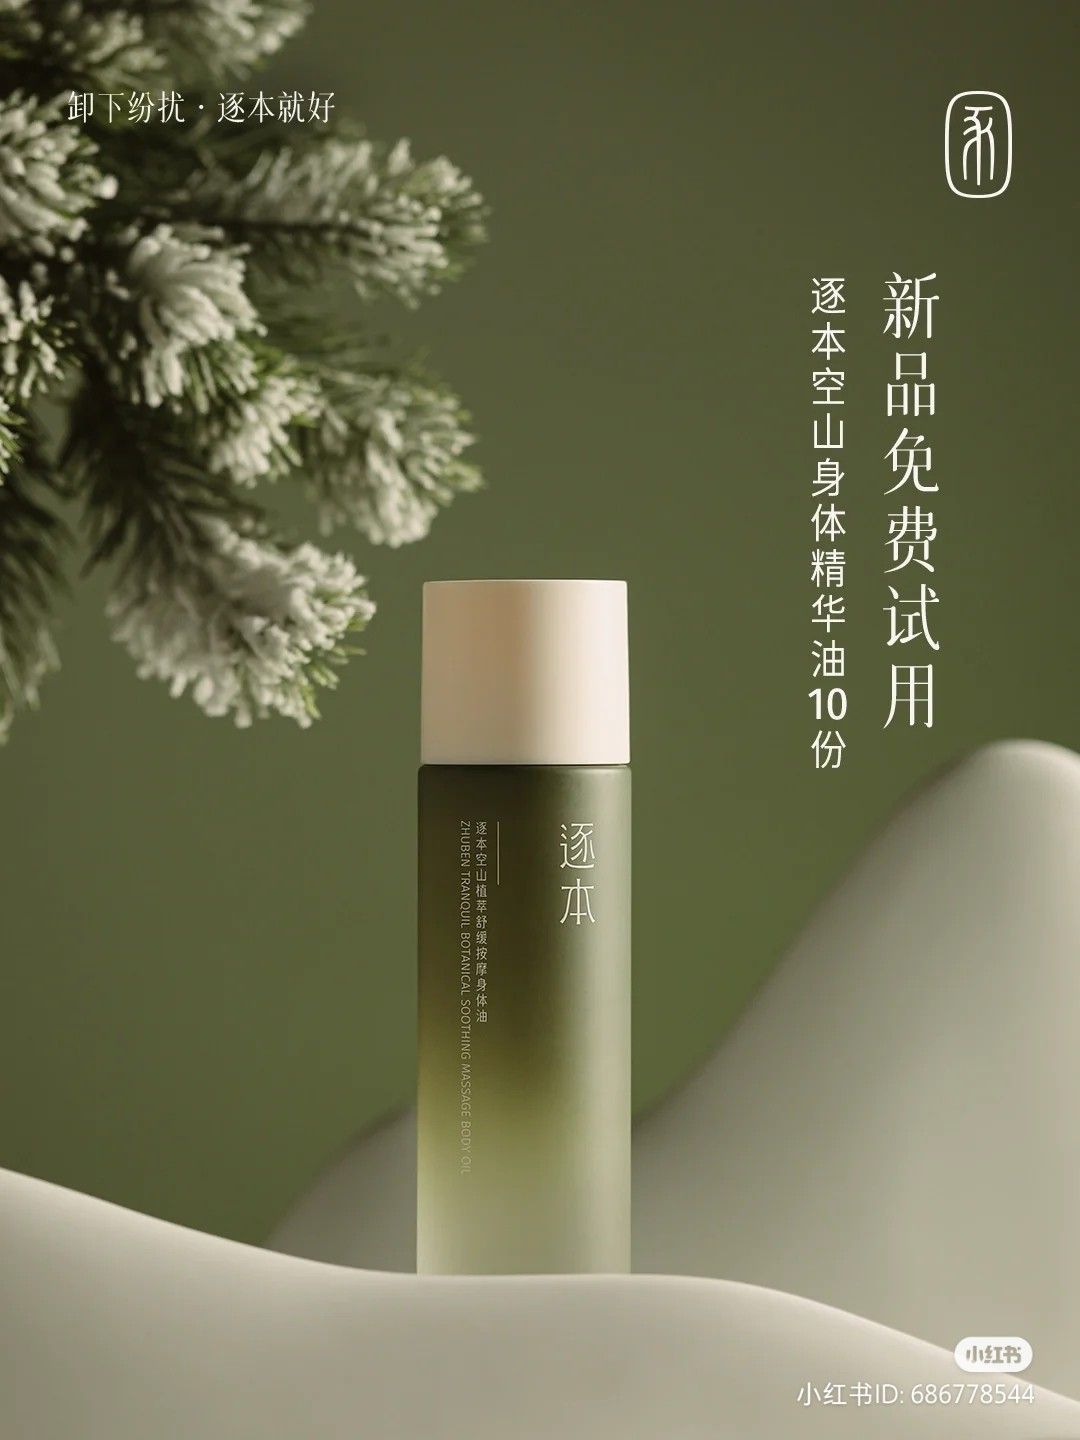 卸下纷扰·逐本就好
逐
新品免费试用
逐本空山身体精华油10份
逐本
逐本空山植萃舒缓按摩身体油
ZHUBEN TRANQUIL BOTANICAL SOOTHING MASSAGE BODY OIL
小红书
小红书ID: 686778544